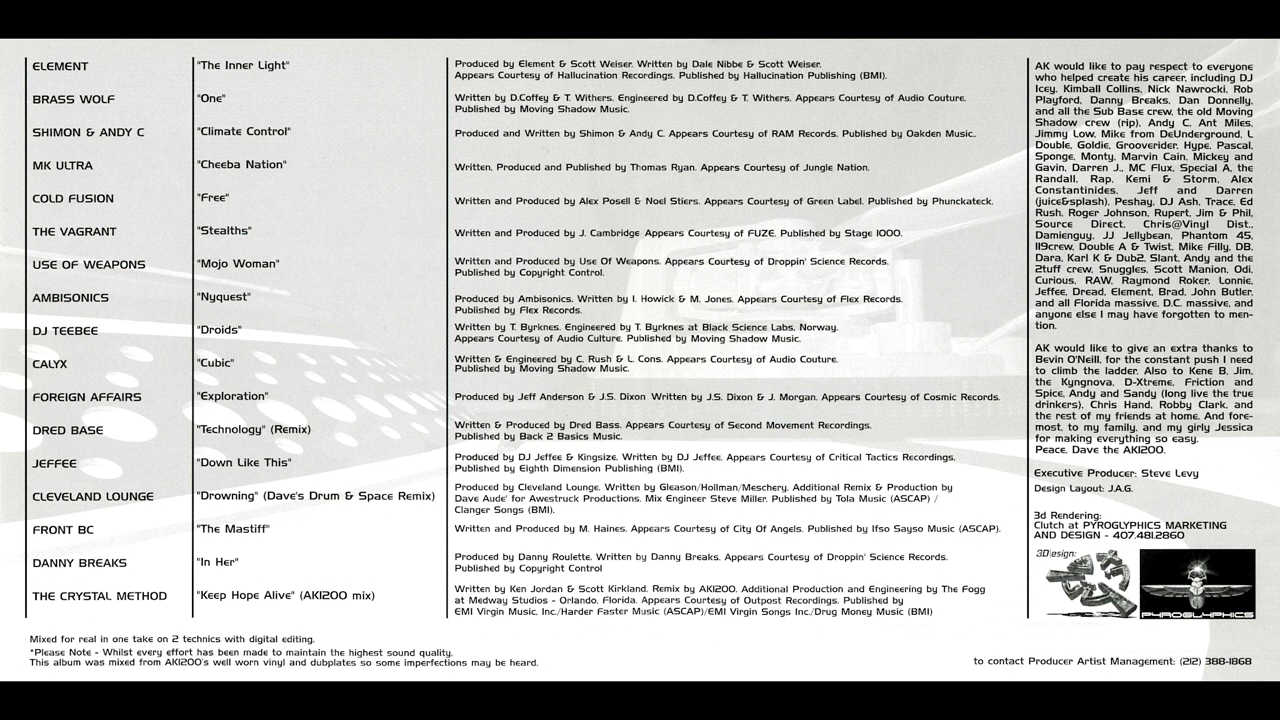 ELEMENT "The Inner Light" Produced by Element & Scott Weiser. Written by Dale Nibbe & Scott Weiser.
Appears Courtesy of Hallucination Recordings. Published by Hallucination Publishing (BMI).
BRASS WOLF "One" Written by D.Coffey & T. Withers. Engineered by D.Coffey & T. Withers. Appears Courtesy of Audio Couture.
Published by Moving Shadow Music.
SHIMON & ANDY C "Climate Control" Produced and Written by Shimon & Andy C. Appears Courtesy of RAM Records. Published by Oakden Music..
MK ULTRA "Cheeba Nation" Written, Produced and Published by Thomas Ryan. Appears Courtesy of Jungle Nation.
COLD FUSION "Free" Written and Produced by Alex Posell & Noel Stiers. Appears Courtesy of Green Label. Published by Phunckateck.
THE VAGRANT "Stealths" Written and Produced by J. Cambridge Appears Courtesy of FUZE. Published by Stage 1000.
USE OF WEAPONS "Mojo Woman" Written and Produced by Use Of Weapons. Appears Courtesy of Droppin' Science Records.
Published by Copyright Control.
AMBISONICS "Nyquest" Produced by Ambisonics. Written by I. Howick & M. Jones. Appears Courtesy of Flex Records.
Published by Flex Records.
DJ TEEBEE "Droids" Written by T. Byrknes. Engineered by T. Byrknes at Black Science Labs, Norway.
Appears Courtesy of Audio Culture. Published by Moving Shadow Music.
CALYX "Cubic" Written & Engineered by C. Rush & L. Cons. Appears Courtesy of Audio Couture.
Published by Moving Shadow Music.
FOREIGN AFFAIRS "Exploration" Produced by Jeff Anderson & J.S. Dixon Written by J.S. Dixon & J. Morgan. Appears Courtesy of Cosmic Records.
DRED BASE "Technology" (Remix) Written & Produced by Dred Bass. Appears Courtesy of Second Movement Recordings.
Published by Back 2 Basics Music.
JEFFEE "Down Like This" Produced by DJ Jeffee & Kingsize. Written by DJ Jeffee. Appears Courtesy of Critical Tactics Recordings.
Published by Eighth Dimension Publishing (BMI).
CLEVELAND LOUNGE "Drowning" (Dave's Drum & Space Remix) Produced by Cleveland Lounge. Written by Gleason/Hollman/Meschery. Additional Remix & Production by
Dave Aude' for Awestruck Productions. Mix Engineer Steve Miller. Published by Tola Music (ASCAP) /
Clanger Songs (BMI).
FRONT BC "The Mastiff" Written and Produced by M. Haines. Appears Courtesy of City Of Angels. Published by Ifso Sayso Music (ASCAP).
DANNY BREAKS "In Her" Produced by Danny Roulette. Written by Danny Breaks. Appears Courtesy of Droppin' Science Records.
Published by Copyright Control
THE CRYSTAL METHOD "Keep Hope Alive" (AK1200 mix) Written by Ken Jordan & Scott Kirkland. Remix by AK1200. Additional Production and Engineering by The Fogg
at Medway Studios - Orlando, Florida. Appears Courtesy of Outpost Recordings. Published by
EMI Virgin Music, Inc./Harder Faster Music (ASCAP)/EMI Virgin Songs Inc./Drug Money Music (BMI)
AK would like to pay respect to everyone
who helped create his career, including DJ
Icey, Kimball Collins, Nick Nawrocki, Rob
Playford, Danny Breaks, Dan Donnelly,
and all the Sub Base crew, the old Moving
Shadow crew (rip), Andy C, Ant Miles,
Jimmy Low, Mike from DeUnderground, L
Double, Goldie, Grooverider, Hype, Pascal,
Sponge, Monty, Marvin Cain, Mickey and
Gavin, Darren J., MC Flux, Special A, the
Randall, Rap, Kemi & Storm, Alex
Constantinides, Jeff and Darren
(juice&splash), Peshay, DJ Ash, Trace, Ed
Rush, Roger Johnson, Rupert, Jim & Phil,
Source Direct, Chris@Vinyl Dist.,
Damienguy, JJ Jellybean, Phantom 45,
119crew, Double A & Twist, Mike Filly, DB,
Dara, Karl K & Dub2, Slant, Andy and the
2tuff crew, Snuggles, Scott Manion, Odi,
Curious, RAW, Raymond Roker, Lonnie,
Jeffee, Dread, Element, Brad, John Butler,
and all Florida massive, D.C. massive, and
anyone else I may have forgotten to men-
tion.
AK would like to give an extra thanks to
Bevin O'Neill, for the constant push I need
to climb the ladder. Also to Kene B, Jim,
the Kyngnova, D-Xtreme, Friction and
Spice, Andy and Sandy (long live the true
drinkers), Chris Hand, Robby Clark, and
the rest of my friends at home. And fore-
most, to my family, and my girly Jessica
for making everything so easy.
Peace, Dave the AK1200.
Executive Producer: Steve Levy
Design Layout: J.A.G.
3d Rendering:
Clutch at PYROGLYPHICS MARKETING
AND DESIGN - 407.481.2860
3Design:
PYROGLYPHICS
Mixed for real in one take on 2 technics with digital editing.
*Please Note - Whilst every effort has been made to maintain the highest sound quality.
This album was mixed from AK1200's well worn vinyl and dubplates so some imperfections may be heard.
to contact Producer Artist Management: (212) 388-1868